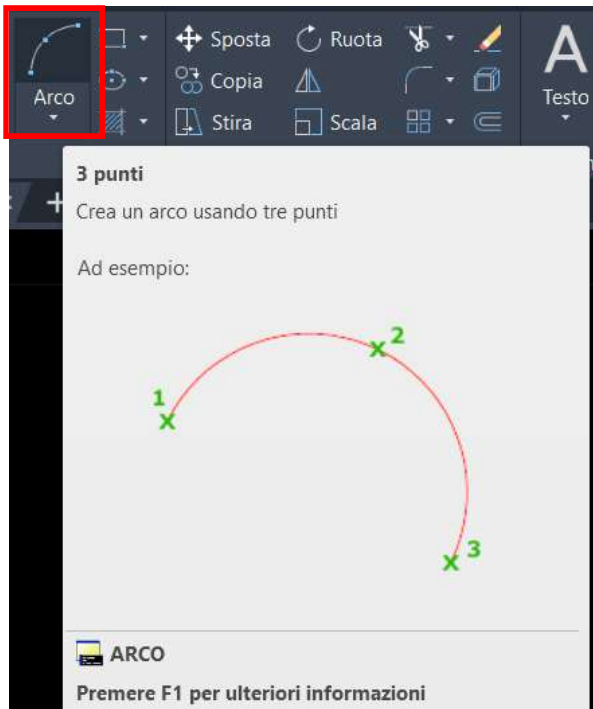 Sposta Ruota
Arco Copia Testo
Stira Scala
3 punti
Crea un arco usando tre punti
Ad esempio:
2
1
3
ARCO
Premere F1 per ulteriori informazioni